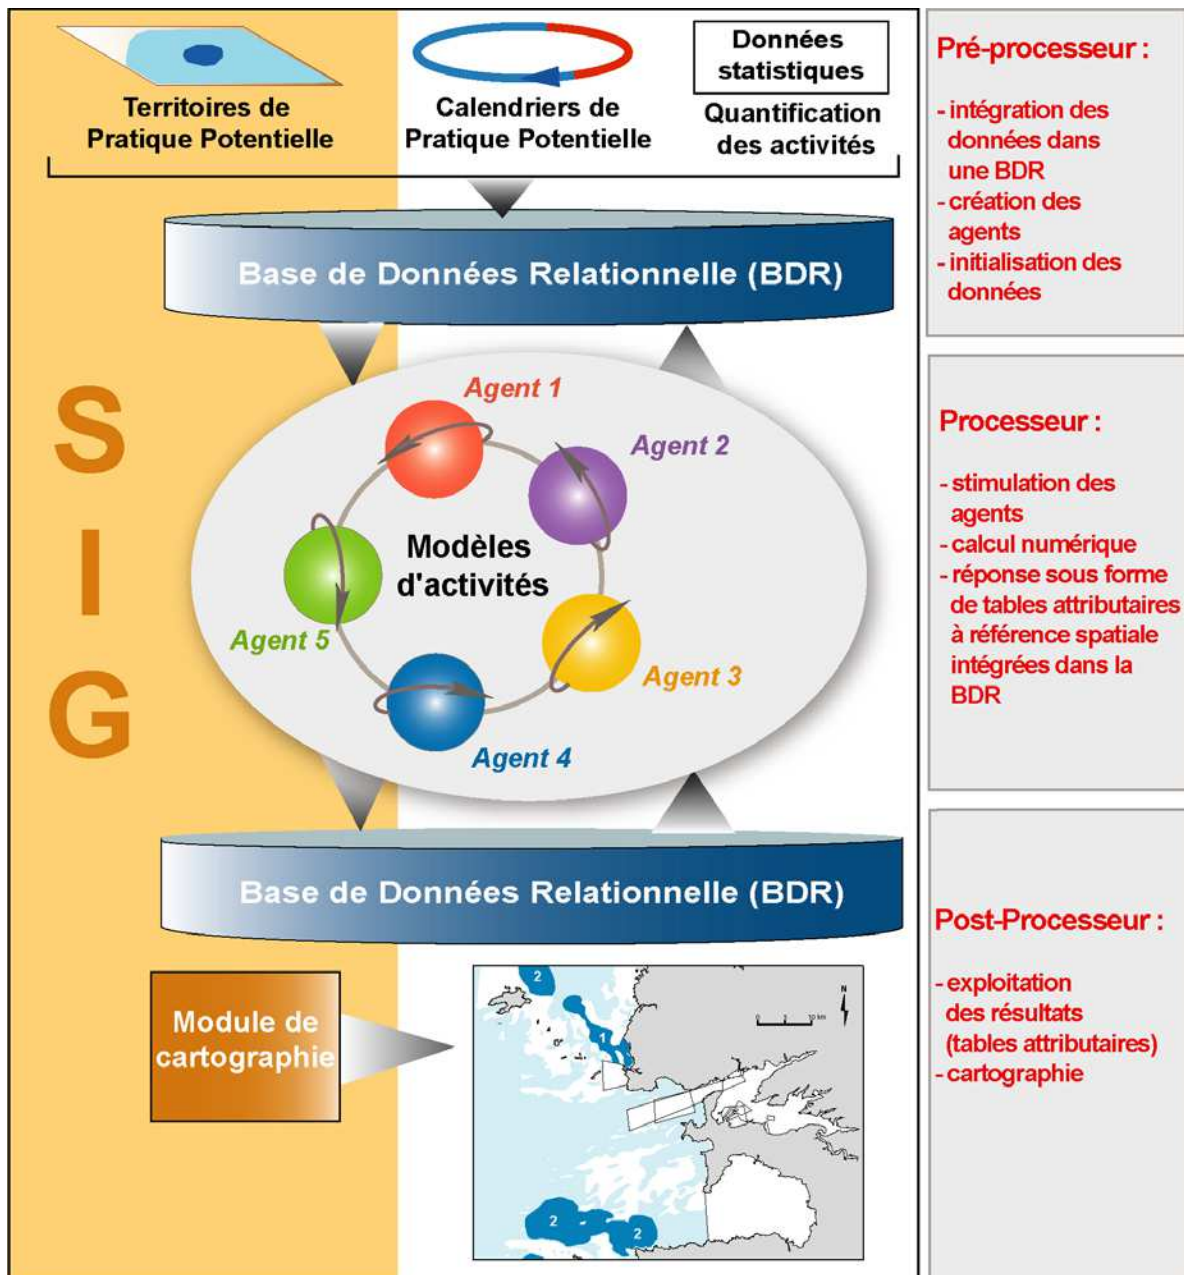 Territoires de
Pratique Potentielle
Calendriers de
Pratique Potentielle
Données
statistiques
Quantification
des activités
Base de Données Relationnelle (BDR)
S
I
G
Agent 1
Agent 2
Modèles
d'activités
Agent 5
Agent 3
Agent 4
Base de Données Relationnelle (BDR)
Module de
cartographie
2
1
N
10 km
2
2
Pré-processeur :
- intégration des
données dans
une BDR
- création des
agents
- initialisation des
données
Processeur :
- stimulation des
agents
- calcul numérique
- réponse sous forme
de tables attributaires
à référence spatiale
intégrées dans la
BDR
Post-Processeur :
- exploitation
des résultats
(tables attributaires)
- cartographie